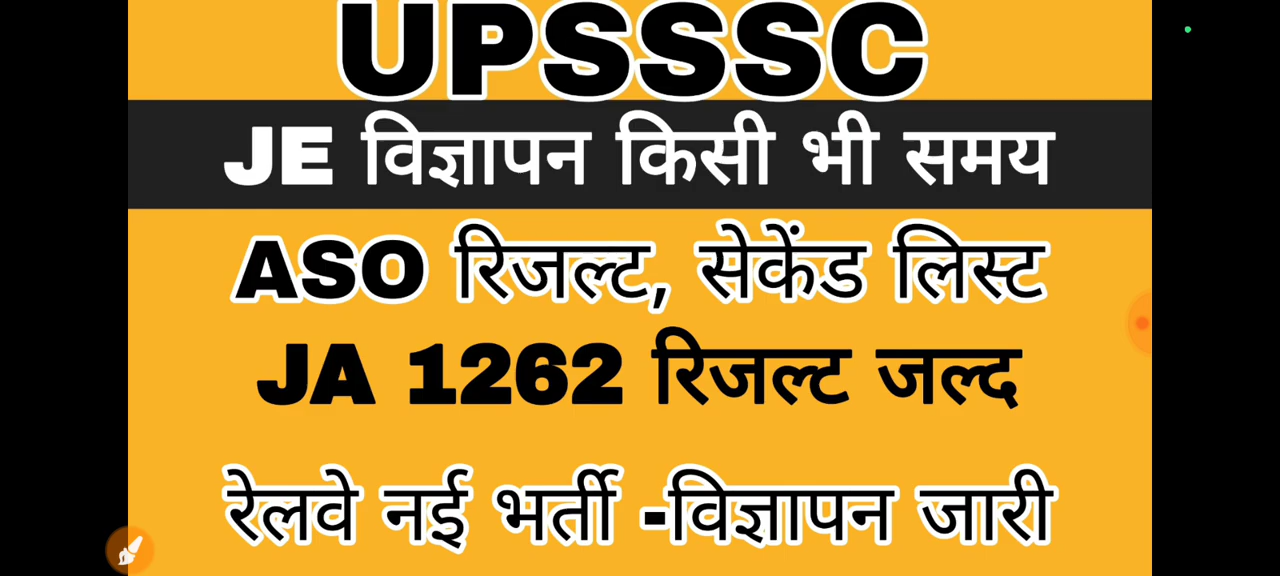 UPSSSC
JE विज्ञापन किसी भी समय
ASO रिजल्ट, सेकेंड लिस्ट
JA 1262 रिजल्ट जल्द
रेलवे नई भर्ती -विज्ञापन जारी